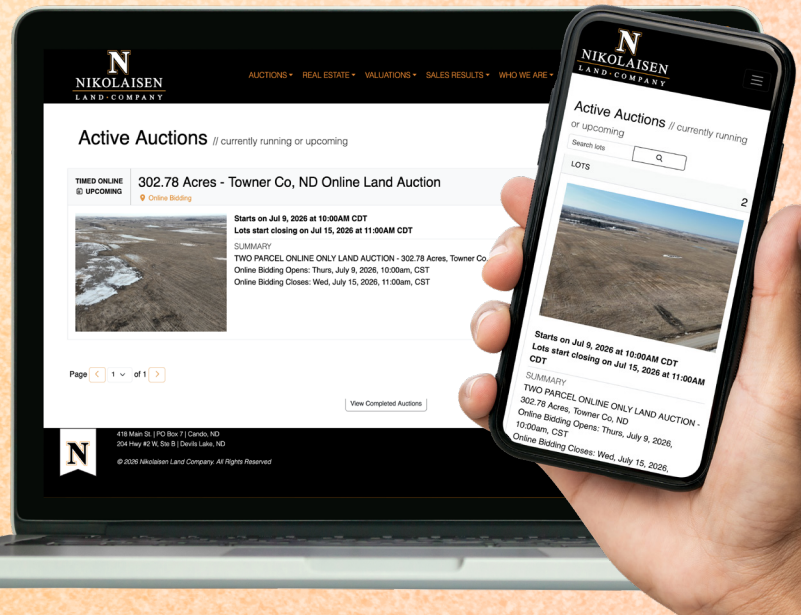 N
NIKOLAISEN
LAND·COMPANY
AUCTIONS REAL ESTATE VALUATIONS SALES RESULTS WHO WE ARE
Active Auctions // currently running or upcoming
TIMED ONLINE
UPCOMING
302.78 Acres - Towner Co, ND Online Land Auction
Online Bidding
Starts on Jul 9, 2026 at 10:00AM CDT
Lots start closing on Jul 15, 2026 at 11:00AM CDT
SUMMARY
TWO PARCEL ONLINE ONLY LAND AUCTION - 302.78 Acres, Towner Co.
Online Bidding Opens: Thurs, July 9, 2026, 10:00am, CST
Online Bidding Closes: Wed, July 15, 2026, 11:00am, CST
Page < 1 of 1 >
View Completed Auctions
N
418 Main St. | PO Box 7 | Cando, ND
204 Hwy #2 W, Ste B | Devils Lake, ND
© 2026 Nikolaisen Land Company. All Rights Reserved
N
NIKOLAISEN
LAND·COMPANY
Active Auctions // currently running
or upcoming
Search lots
LOTS
2
Starts on Jul 9, 2026 at 10:00AM CDT
Lots start closing on Jul 15, 2026 at 11:00AM
CDT
SUMMARY
TWO PARCEL ONLINE ONLY LAND AUCTION -
302.78 Acres, Towner Co, ND
Online Bidding Opens: Thurs, July 9, 2026,
10:00am, CST
Online Bidding Closes: Wed, July 15, 2026,